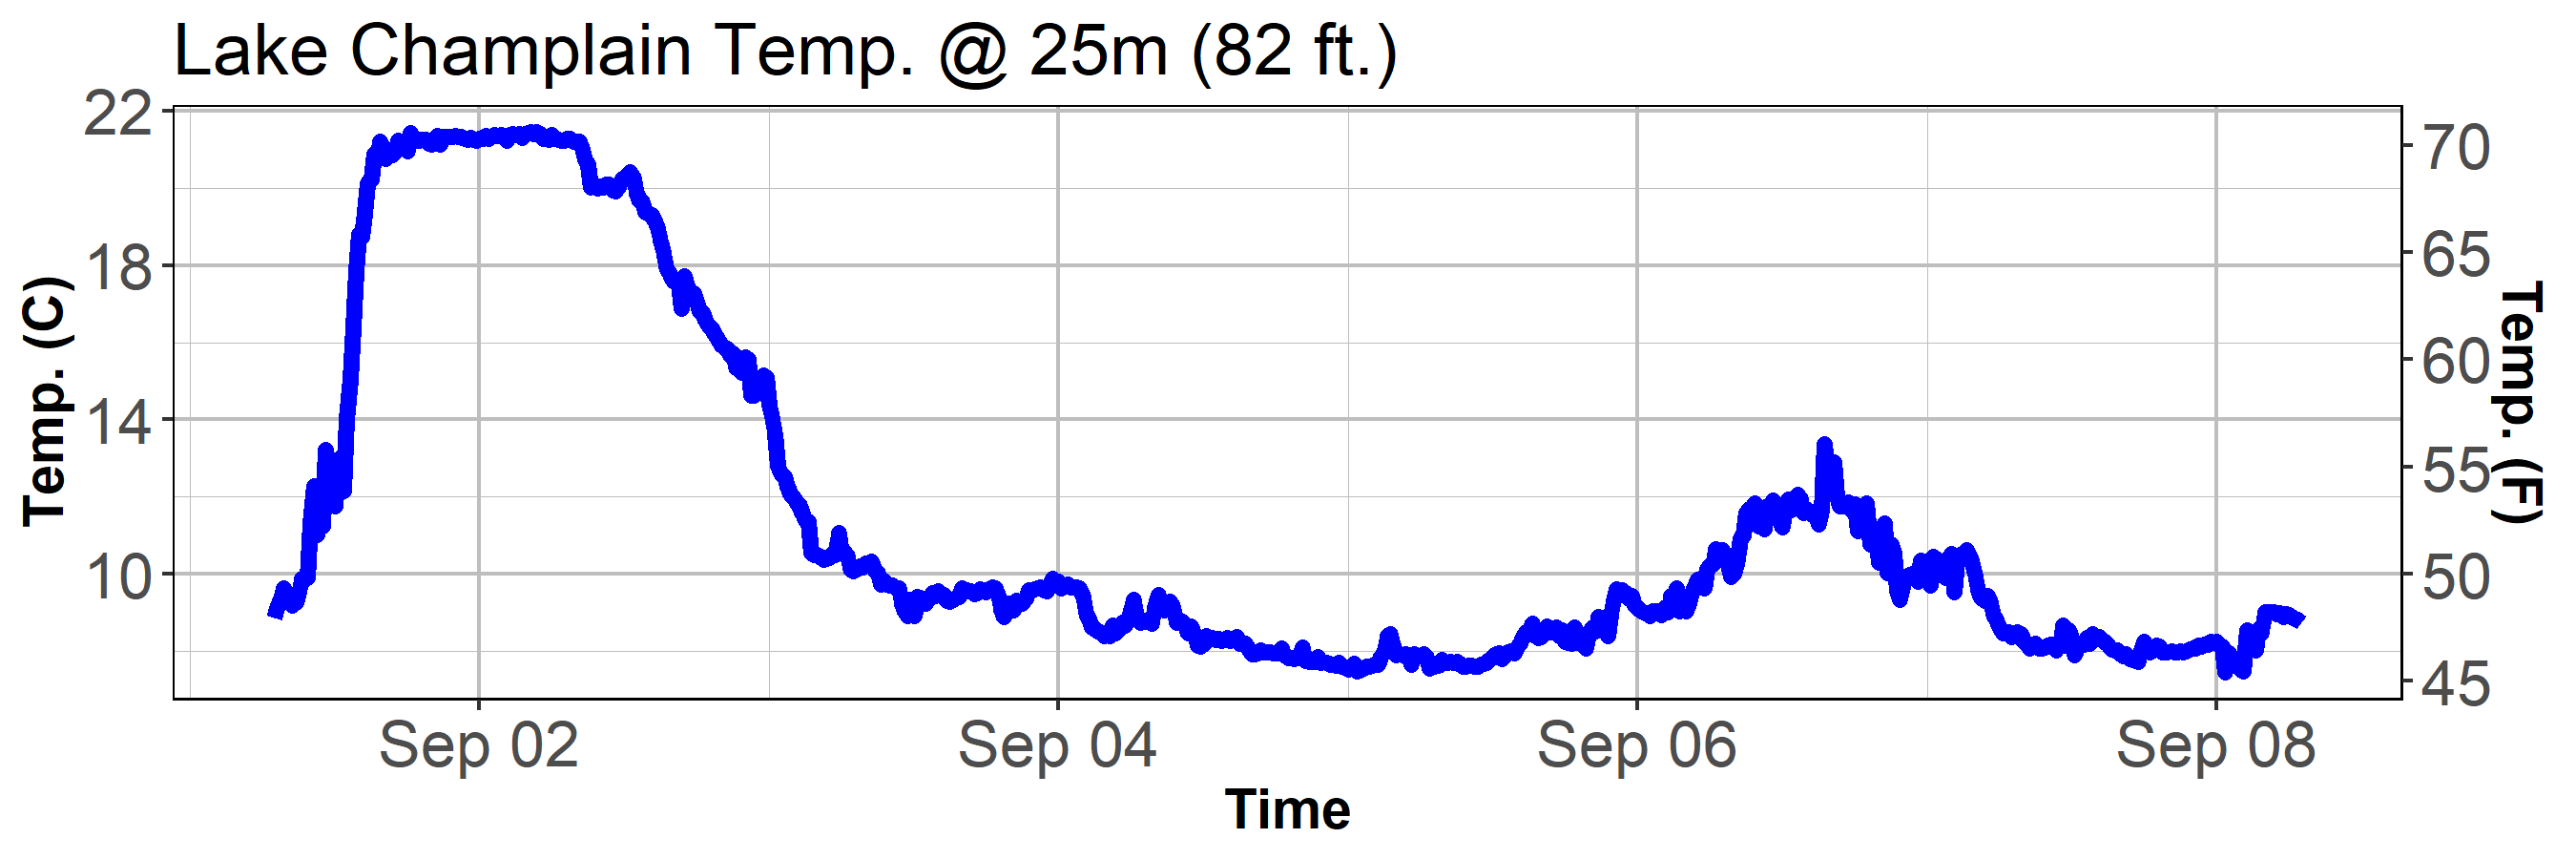 Lake Champlain Temp. @ 25m (82 ft.)
22
18
14
10
Temp. (C)
70
65
60
55
50
45
Temp. (F)
Sep 02 Sep 04 Sep 06 Sep 08
Time